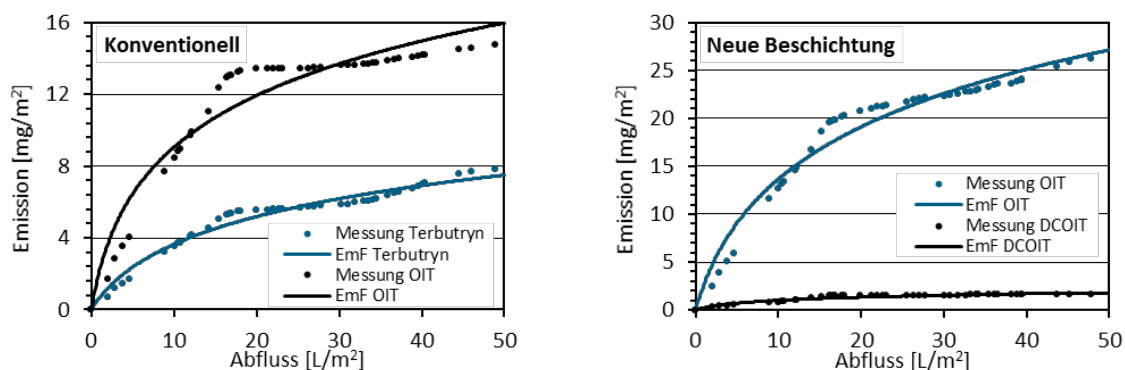 Konventionell
Emission [mg/m²]
16
12
8
4
0
Messung Terbutryn
EmF Terbutryn
Messung OIT
EmF OIT
0 10 20 30 40 50
Abfluss [L/m²]
Neue Beschichtung
Emission [mg/m²]
30
25
20
15
10
5
0
Messung OIT
EmF OIT
Messung DCOIT
EmF DCOIT
0 10 20 30 40 50
Abfluss [L/m²]